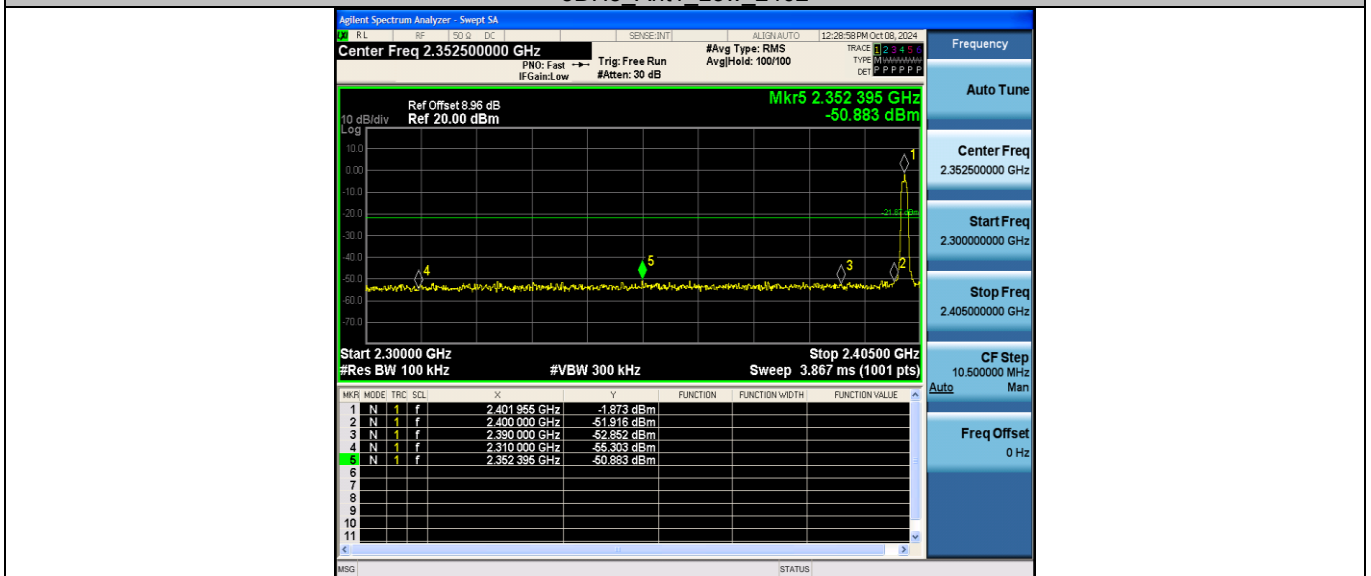 Agilent Spectrum Analyzer - Swept SA
RL RF 50 Ω DC SENSE:INT ALIGNAUTO 12:28:58 PM Oct 08, 2024
Center Freq 2.352500000 GHz
PNO: Fast
IFGain:Low
Trig: Free Run
#Atten: 30 dB
#Avg Type: RMS
Avg|Hold: 100/100
TRACE 1 2 3 4 5 6
TYPE M
DET P P P P P P
Frequency
Mkr5 2.352 395 GHz
-50.883 dBm
Ref Offset 8.96 dB
10 dB/div Ref 20.00 dBm
Log
10.0
0.00
-10.0
-20.0
-30.0
-40.0
-50.0
-60.0
-70.0
1
2
3
4
5
Start 2.30000 GHz Stop 2.40500 GHz
#Res BW 100 kHz #VBW 300 kHz Sweep 3.867 ms (1001 pts)
MKR MODE TRC SCL X Y FUNCTION FUNCTION WIDTH FUNCTION VALUE
1 N 1 f 2.401 955 GHz -1.873 dBm
2 N 1 f 2.400 000 GHz -51.916 dBm
3 N 1 f 2.390 000 GHz -52.852 dBm
4 N 1 f 2.310 000 GHz -55.303 dBm
5 N 1 f 2.352 395 GHz -50.883 dBm
6
7
8
9
10
11
MSG STATUS
Auto Tune
Center Freq
2.352500000 GHz
Start Freq
2.300000000 GHz
Stop Freq
2.405000000 GHz
CF Step
10.500000 MHz
Auto Man
Freq Offset
0 Hz